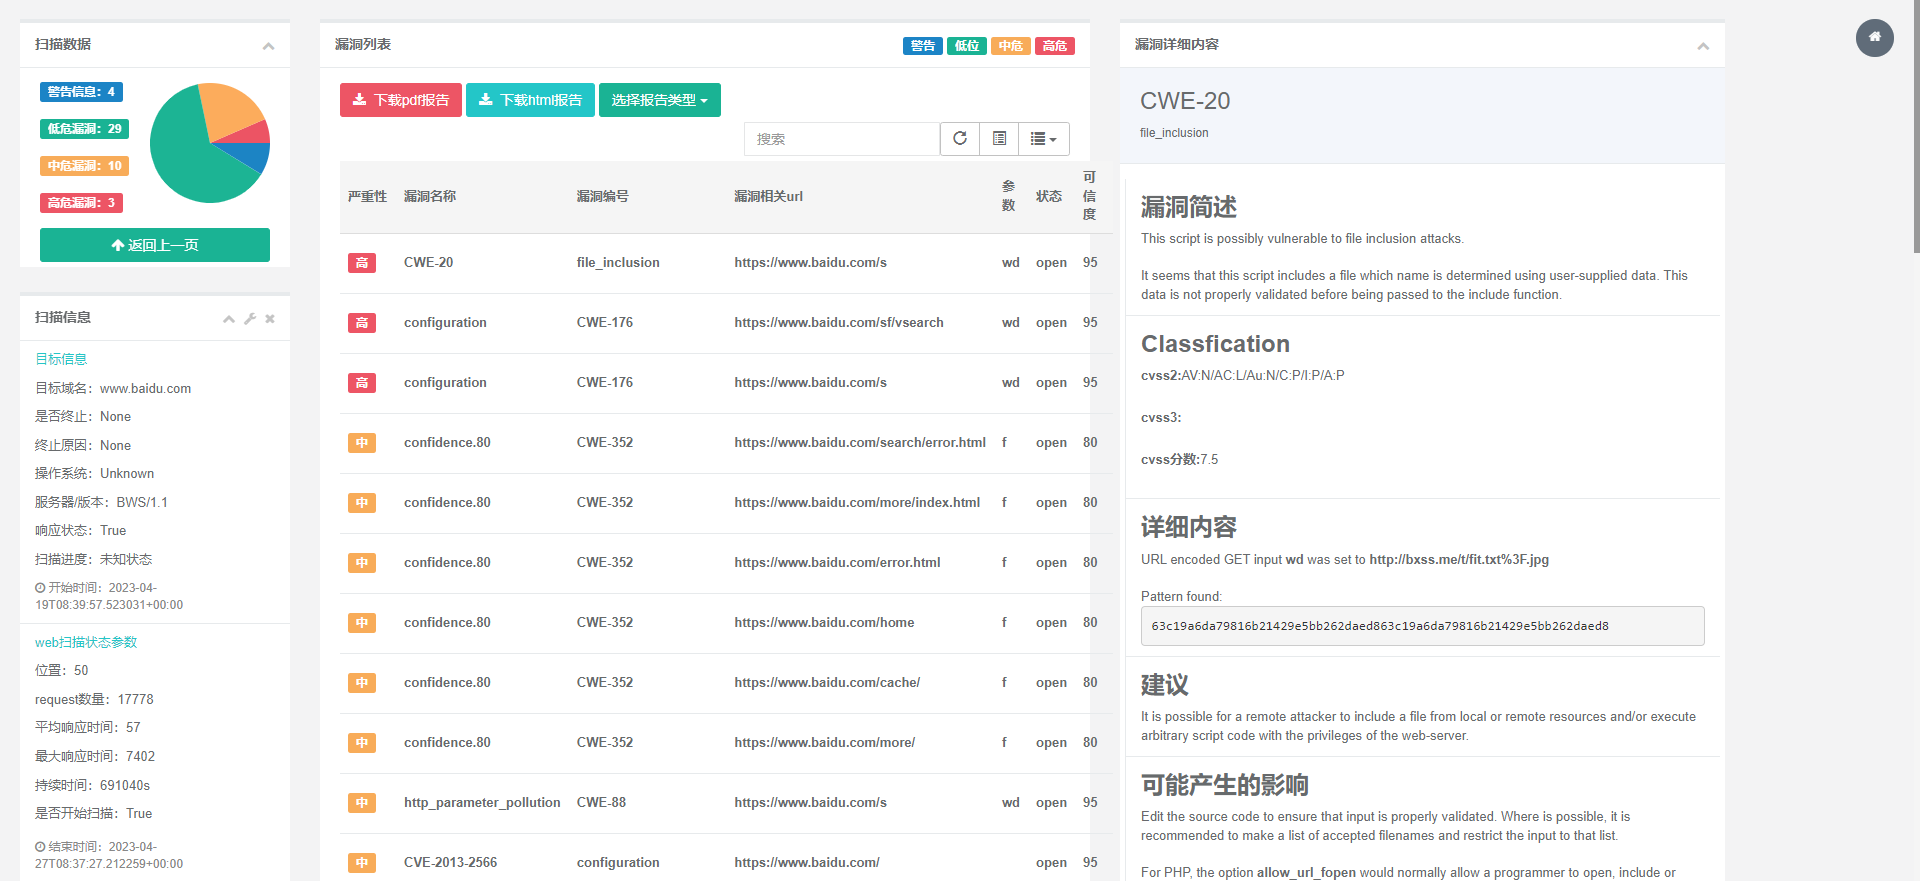 扫描数据
警告信息：4
低危漏洞：29
中危漏洞：10
高危漏洞：3
返回上一页
扫描信息
目标信息
目标域名：www.baidu.com
是否终止：None
终止原因：None
操作系统：Unknown
服务器/版本：BWS/1.1
响应状态：True
扫描进度：未知状态
开始时间：2023-04-
19T08:39:57.523031+00:00
web扫描状态参数
位置：50
request数量：17778
平均响应时间：57
最大响应时间：7402
持续时间：691040s
是否开始扫描：True
结束时间：2023-04-
27T08:37:27.212259+00:00
漏洞列表
警告 低位 中危 高危
下载pdf报告 下载html报告 选择报告类型
搜索
严重性 漏洞名称 漏洞编号 漏洞相关url 参数 状态 可信度
高 CWE-20 file_inclusion https://www.baidu.com/s wd open 95
高 configuration CWE-176 https://www.baidu.com/sf/vsearch wd open 95
高 configuration CWE-176 https://www.baidu.com/s wd open 95
中 confidence.80 CWE-352 https://www.baidu.com/search/error.html f open 80
中 confidence.80 CWE-352 https://www.baidu.com/more/index.html f open 80
中 confidence.80 CWE-352 https://www.baidu.com/error.html f open 80
中 confidence.80 CWE-352 https://www.baidu.com/home f open 80
中 confidence.80 CWE-352 https://www.baidu.com/cache/ f open 80
中 confidence.80 CWE-352 https://www.baidu.com/more/ f open 80
中 http_parameter_pollution CWE-88 https://www.baidu.com/s wd open 95
中 CVE-2013-2566 configuration https://www.baidu.com/ open 95
漏洞详细内容
CWE-20
file_inclusion
漏洞简述
This script is possibly vulnerable to file inclusion attacks.
It seems that this script includes a file which name is determined using user-supplied data. This
data is not properly validated before being passed to the include function.
Classfication
cvss2:AV:N/AC:L/Au:N/C:P/I:P/A:P
cvss3:
cvss分数:7.5
详细内容
URL encoded GET input wd was set to http://bxss.me/t/fit.txt%3F.jpg
Pattern found:
63c19a6da79816b21429e5bb262daed863c19a6da79816b21429e5bb262daed8
建议
It is possible for a remote attacker to include a file from local or remote resources and/or execute
arbitrary script code with the privileges of the web-server.
可能产生的影响
Edit the source code to ensure that input is properly validated. Where is possible, it is
recommended to make a list of accepted filenames and restrict the input to that list.
For PHP, the option allow_url_fopen would normally allow a programmer to open, include or